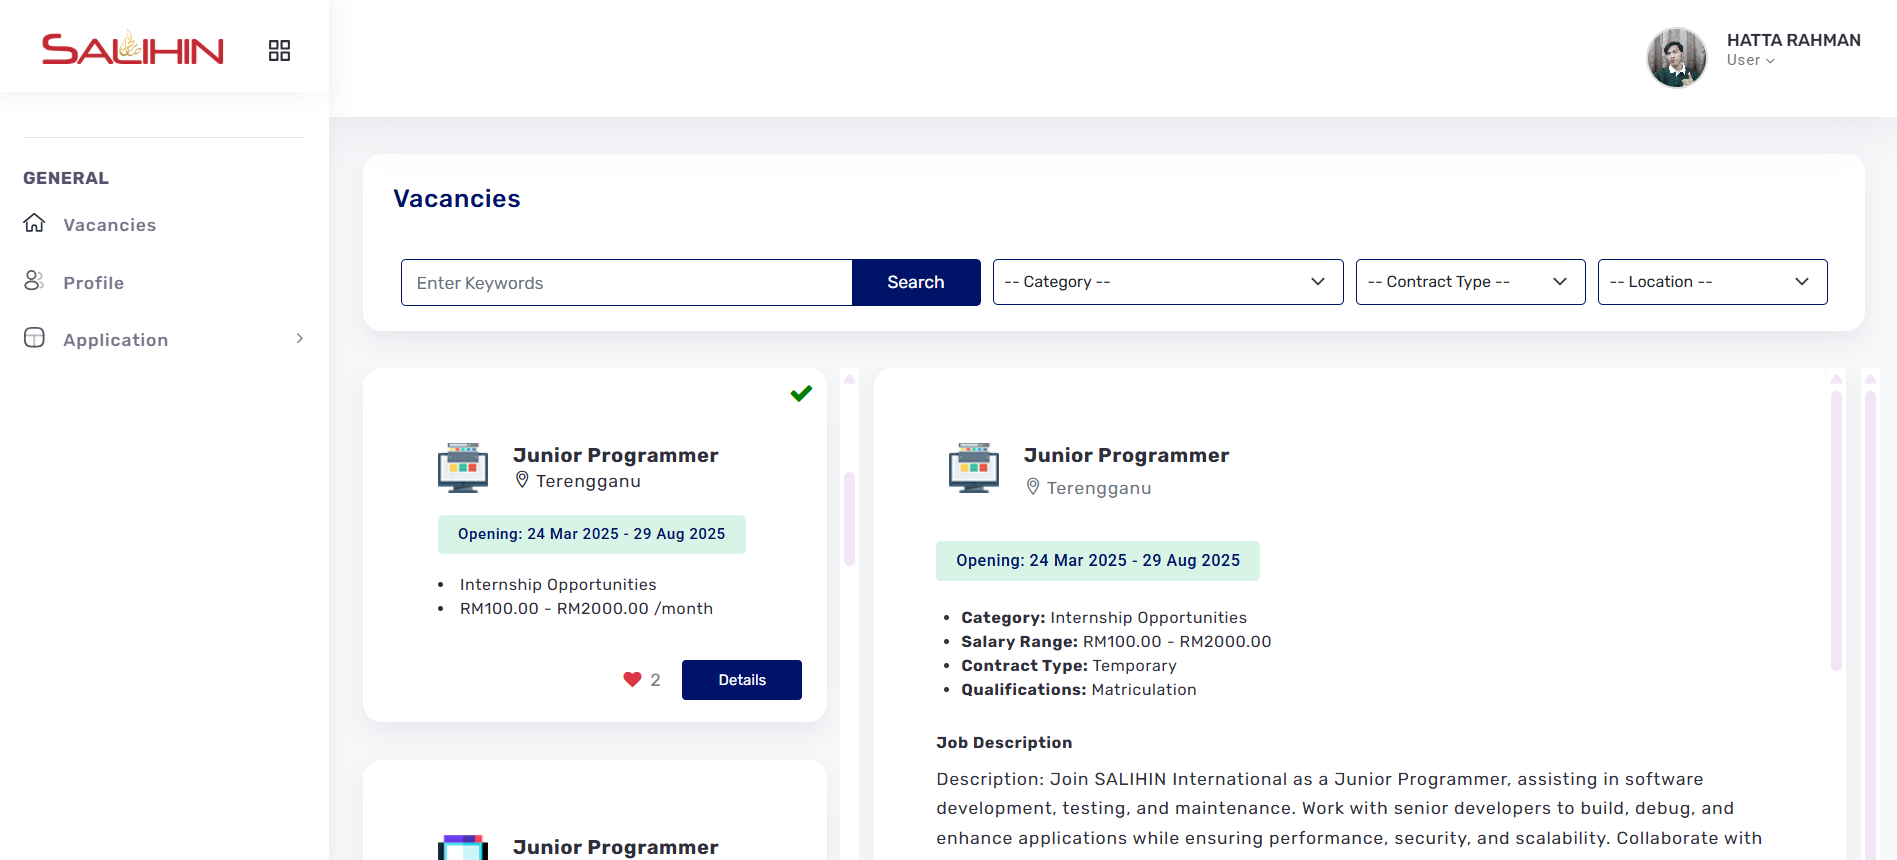 SALIHIN
HATTA RAHMAN
User
GENERAL
Vacancies
Profile
Application
Vacancies
Enter Keywords
Search
-- Category --
-- Contract Type --
-- Location --
Junior Programmer
Terengganu
Opening: 24 Mar 2025 - 29 Aug 2025
• Internship Opportunities
• RM100.00 - RM2000.00 /month
2
Details
Junior Programmer
Junior Programmer
Terengganu
Opening: 24 Mar 2025 - 29 Aug 2025
• Category: Internship Opportunities
• Salary Range: RM100.00 - RM2000.00
• Contract Type: Temporary
• Qualifications: Matriculation
Job Description
Description: Join SALIHIN International as a Junior Programmer, assisting in software
development, testing, and maintenance. Work with senior developers to build, debug, and
enhance applications while ensuring performance, security, and scalability. Collaborate with